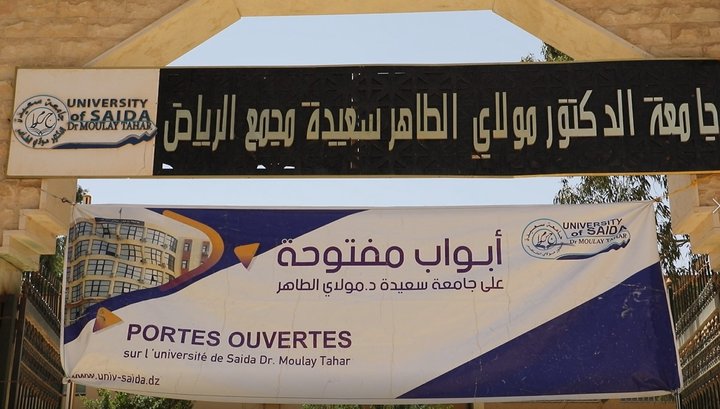 UNIVERSITY
of SAIDA
Dr MOULAY TAHAR
جامعة الدكتور مولاي الطاهر سعيدة مجمع الرياض
أبواب مفتوحة
على جامعة سعيدة د.مولاي الطاهر
UNIVERSITY
of SAIDA
Dr MOULAY TAHAR
PORTES OUVERTES
sur l'université de Saida Dr. Moulay Tahar
www.univ-saida.dz